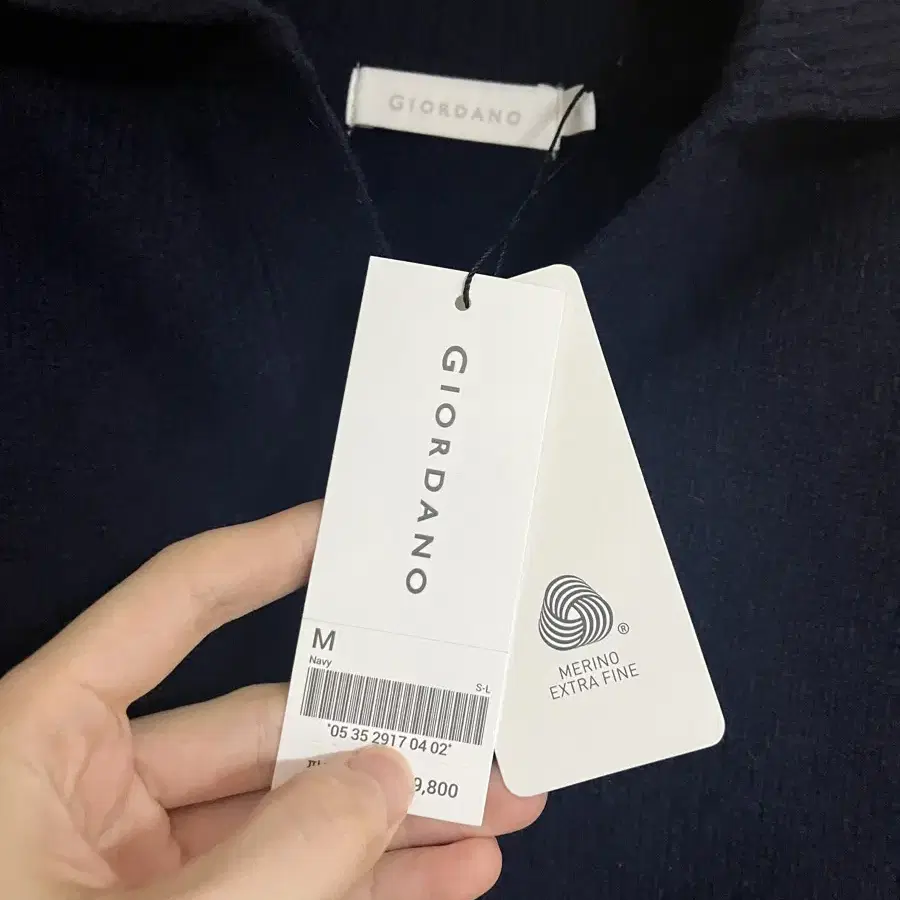 GIORDANO
GIORDANO
M
Navy
S-L
*05 35 2917 04 02*
9,800
®
MERINO
EXTRA FINE